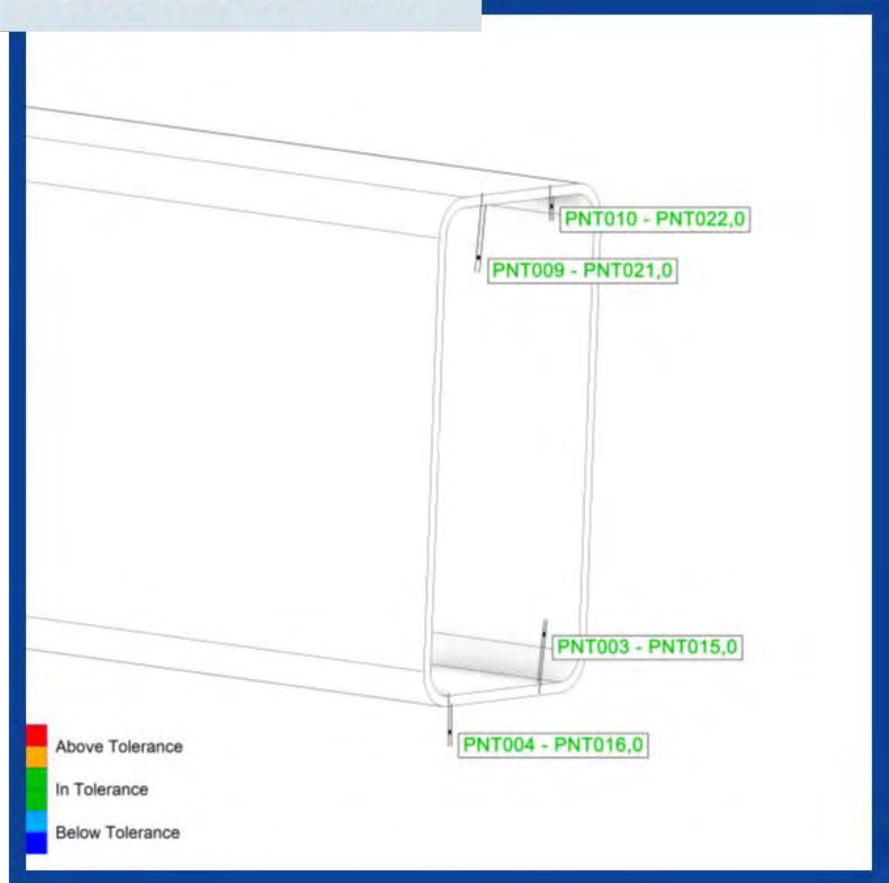 PNT010 - PNT022,0
PNT009 - PNT021,0
PNT003 - PNT015,0
PNT004 - PNT016,0
Above Tolerance
In Tolerance
Below Tolerance